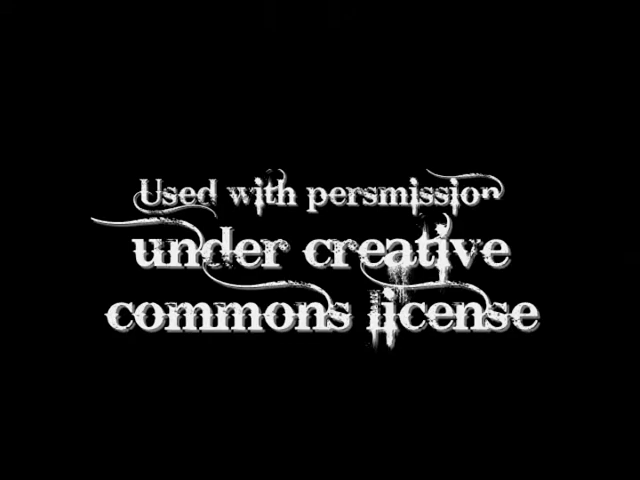 Used with persmission
under creative
commons license